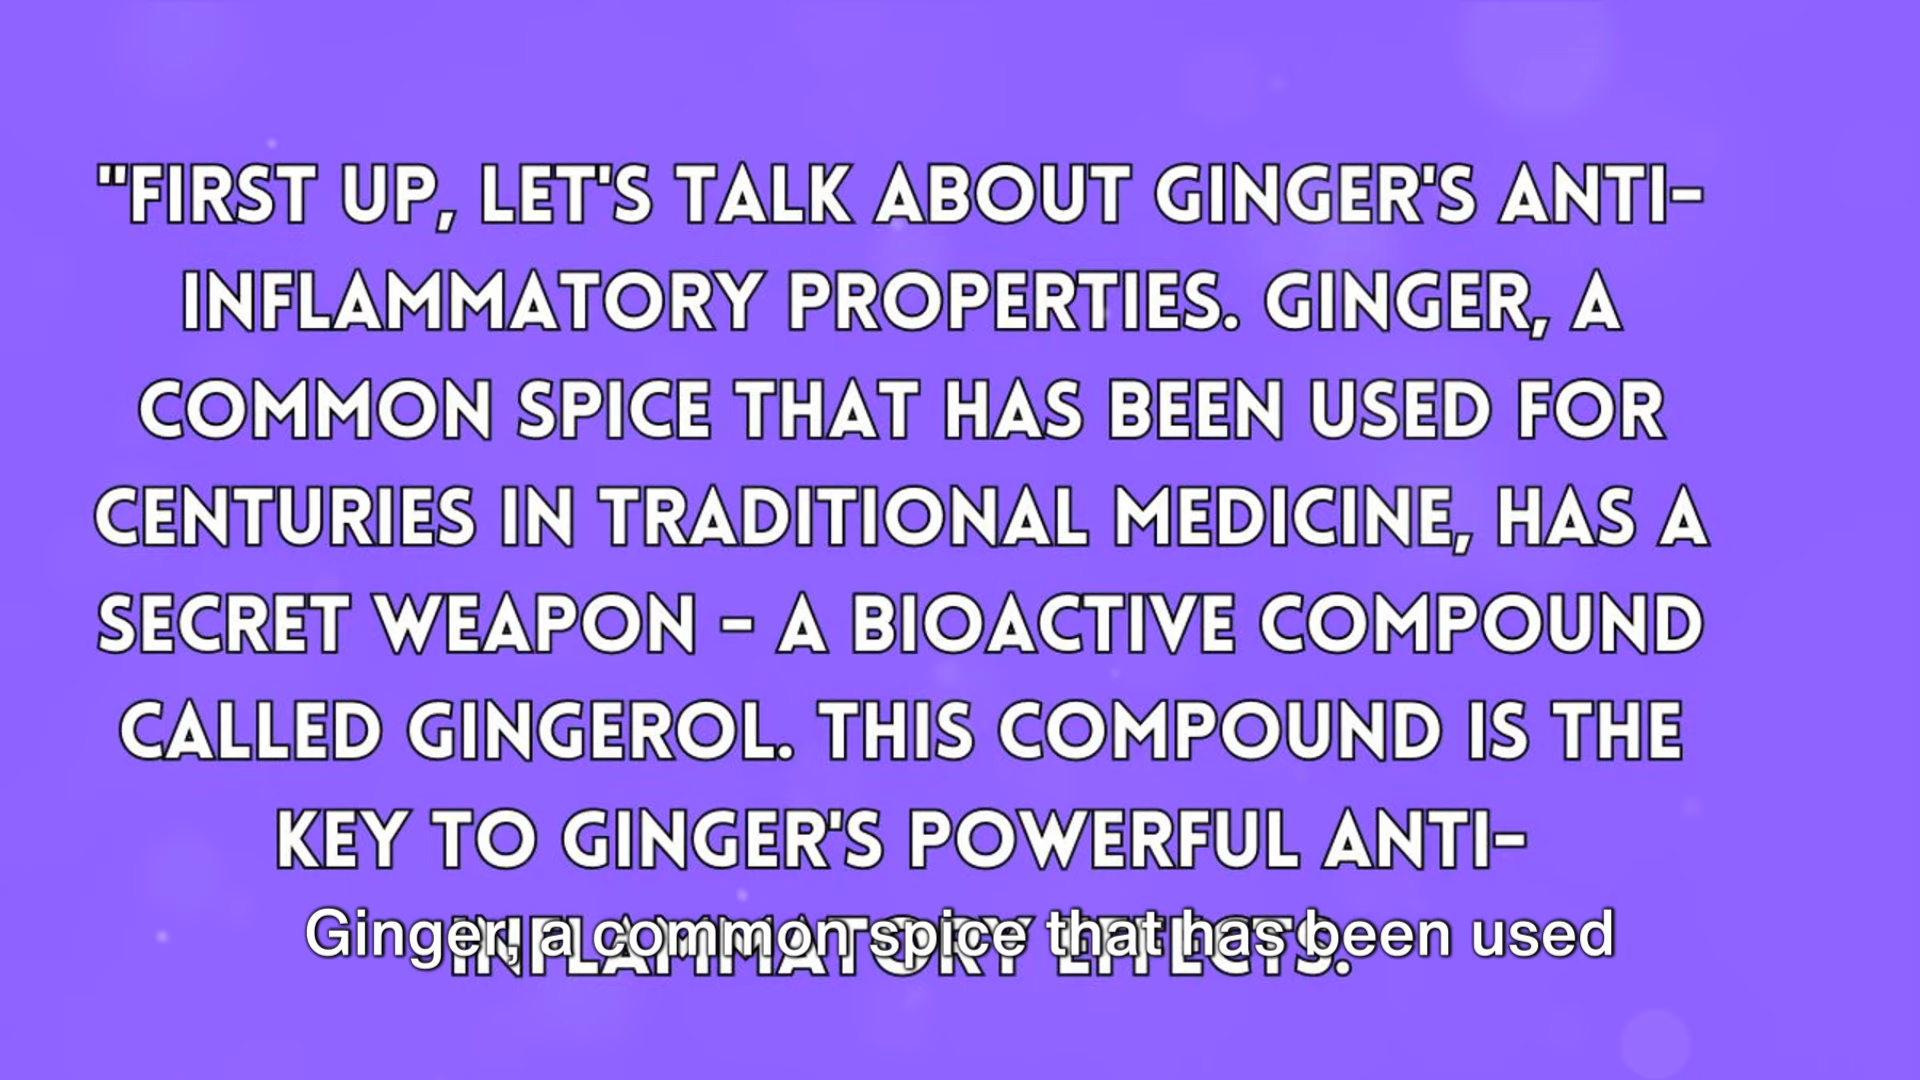 "FIRST UP, LET'S TALK ABOUT GINGER'S ANTI-
INFLAMMATORY PROPERTIES. GINGER, A
COMMON SPICE THAT HAS BEEN USED FOR
CENTURIES IN TRADITIONAL MEDICINE, HAS A
SECRET WEAPON - A BIOACTIVE COMPOUND
CALLED GINGEROL. THIS COMPOUND IS THE
KEY TO GINGER'S POWERFUL ANTI-
INFLAMMATORY EFFECTS.
Ginger, a common spice that has been used